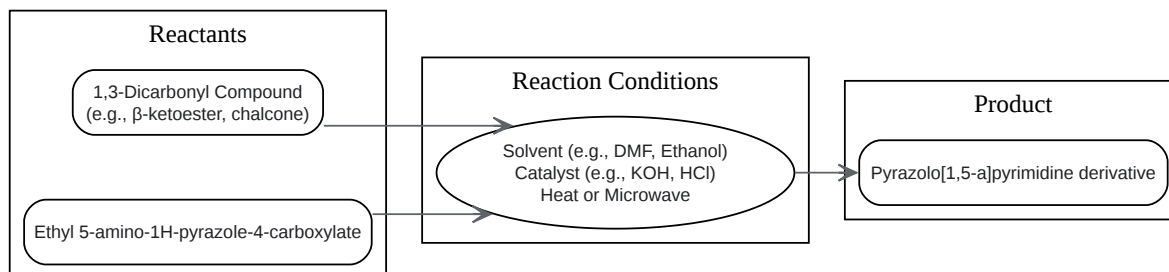 Reactants
1,3-Dicarbonyl Compound
(e.g., β-ketoester, chalcone)
Ethyl 5-amino-1H-pyrazole-4-carboxylate
Reaction Conditions
Solvent (e.g., DMF, Ethanol)
Catalyst (e.g., KOH, HCl)
Heat or Microwave
Product
Pyrazolo[1,5-a]pyrimidine derivative